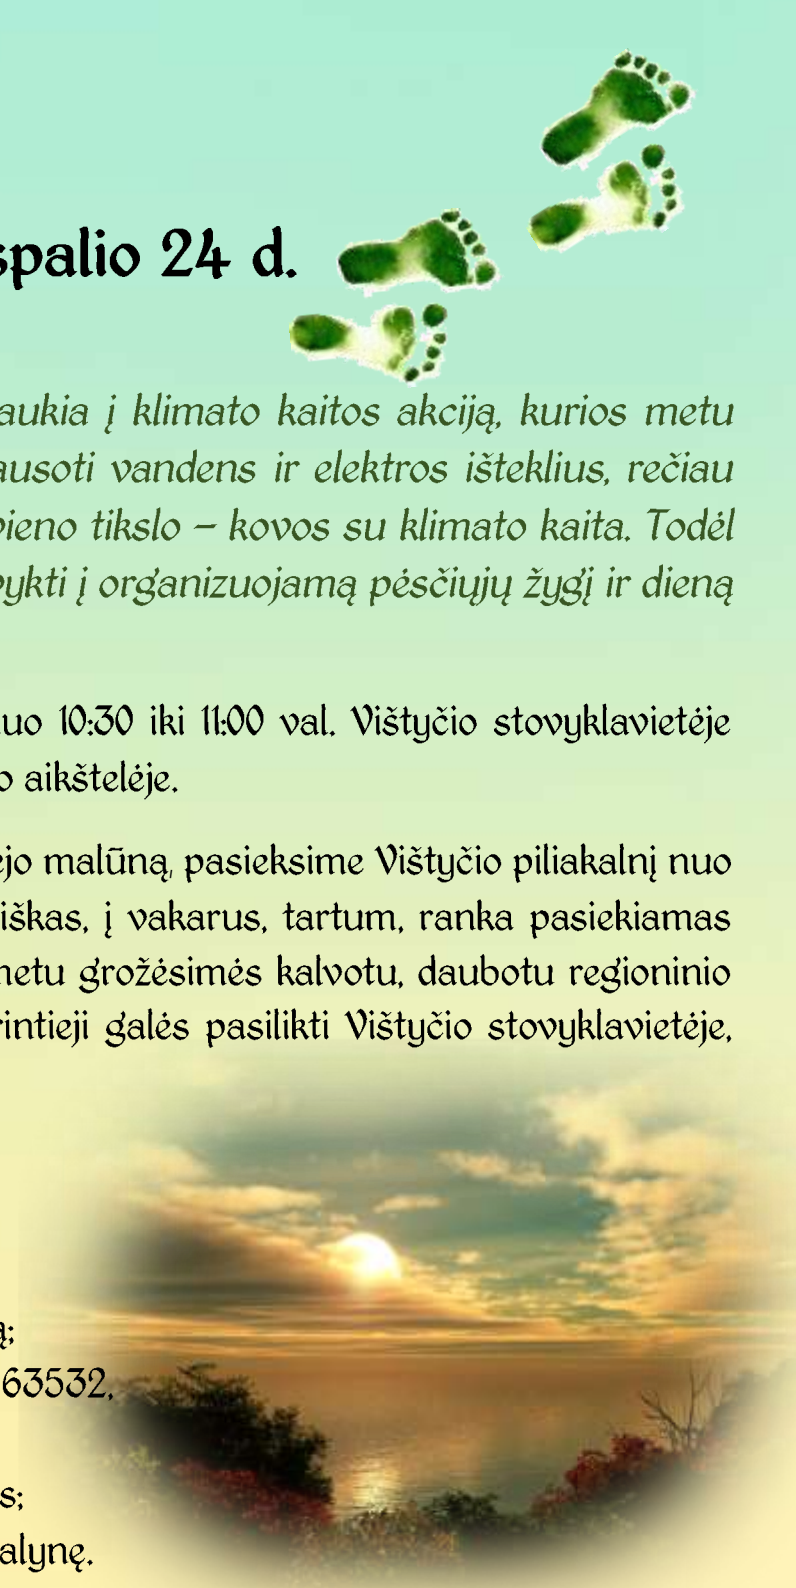 spalio 24 d.
aukia į klimato kaitos akciją, kurios metu
ausoti vandens ir elektros išteklius, rečiau
vieno tikslo – kovos su klimato kaita. Todėl
vykti į organizuojamą pėsčiųjų žygį ir dieną
nuo 10:30 iki 11:00 val. Vištyčio stovyklavietėje
o aikštelėje.
ėjo malūną, pasieksime Vištyčio piliakalnį nuo
iškas, į vakarus, tartum, ranka pasiekiamas
metu grožėsimės kalvotu, daubotu regioninio
rintieji galės pasilikti Vištyčio stovyklavietėje,
ą;
63532,
s;
alynę.